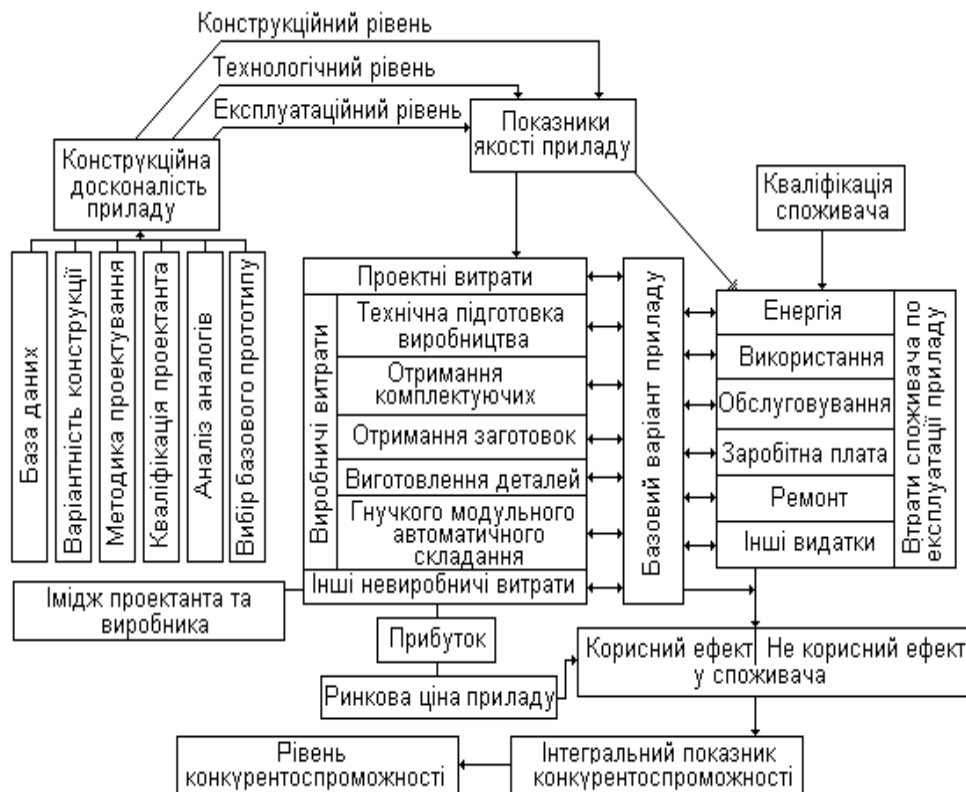 Конструкційний рівень
Технологічний рівень
Експлуатаційний рівень
Показники
якості приладу
Конструкційна
досконалість
приладу
Кваліфікація
споживача
База даних
Варіантність конструкції
Методика проектування
Кваліфікація проектанта
Аналіз аналогів
Вибір базового прототипу
Проектні витрати
Виробничі витрати
Технічна підготовка
виробництва
Отримання
комплектуючих
Отримання заготовок
Виготовлення деталей
Гнучкого модульного
автоматичного
складання
Інші невиробничі витрати
Базовий варіант приладу
Енергія
Використання
Обслуговування
Заробітна плата
Ремонт
Інші видатки
Втрати споживача по
експлуатації приладу
Імідж проектанта та
виробника
Прибуток
Ринкова ціна приладу
Корисний ефект Не корисний ефект
у споживача
Рівень
конкурентоспроможності
Інтегральний показник
конкурентоспроможності